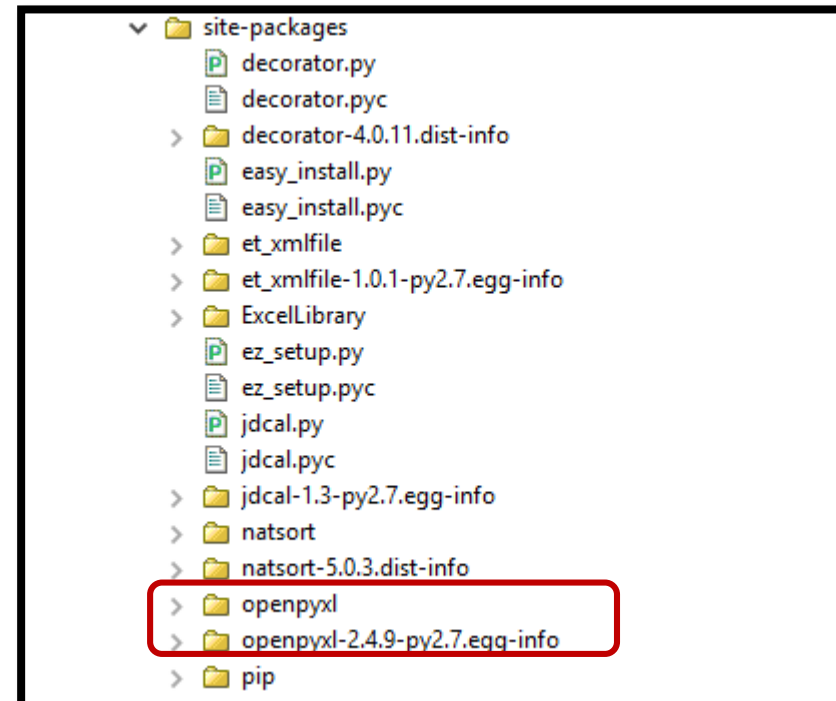 site-packages
decorator.py
decorator.pyc
decorator-4.0.11.dist-info
easy_install.py
easy_install.pyc
et_xmlfile
et_xmlfile-1.0.1-py2.7.egg-info
ExcelLibrary
ez_setup.py
ez_setup.pyc
jdcal.py
jdcal.pyc
jdcal-1.3-py2.7.egg-info
natsort
natsort-5.0.3.dist-info
openpyxl
openpyxl-2.4.9-py2.7.egg-info
pip